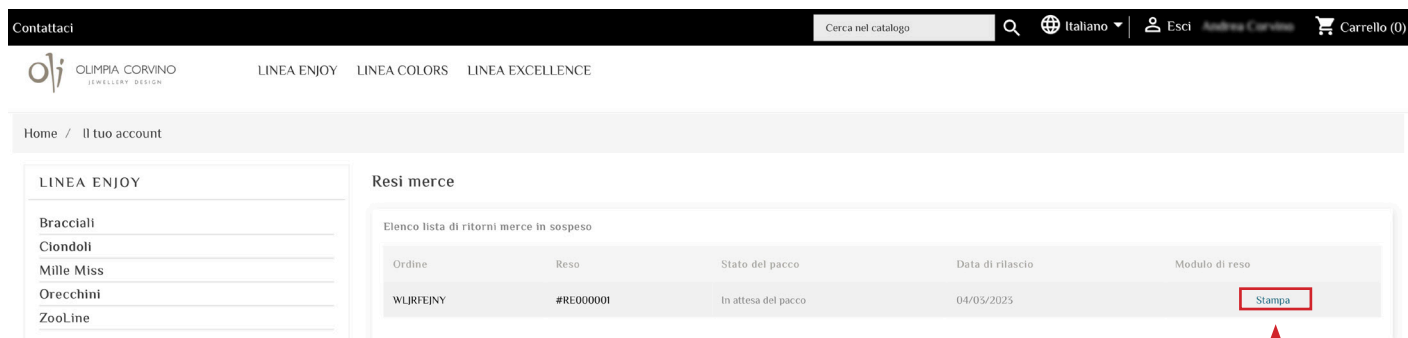 Contattaci
Cerca nel catalogo
Italiano
Esci
Carrello (0)
olj OLIMPIA CORVINO
JEWELLERY DESIGN
LINEA ENJOY LINEA COLORS LINEA EXCELLENCE
Home / Il tuo account
LINEA ENJOY
Bracciali
Ciondoli
Mille Miss
Orecchini
ZooLine
Resi merce
Elenco lista di ritorni merce in sospeso
Ordine Reso Stato del pacco Data di rilascio Modulo di reso
WLJRFEJNY #RE000001 In attesa del pacco 04/03/2023 Stampa